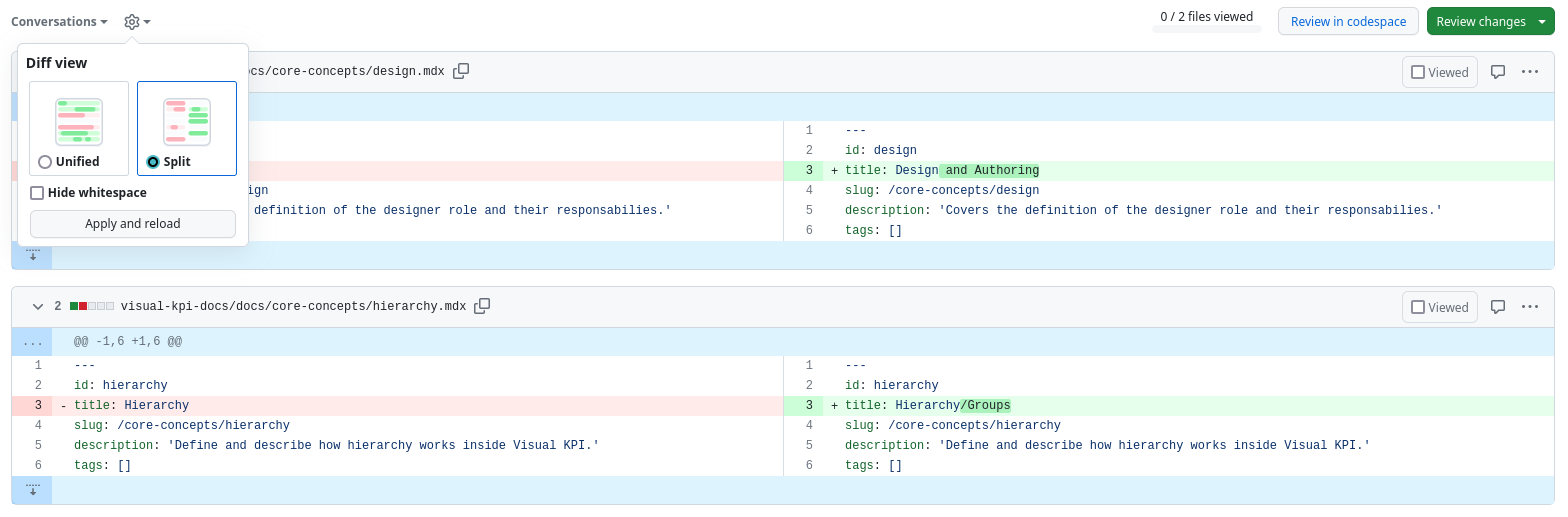 Conversations
0 / 2 files viewed
Review in codespace
Review changes
Diff view
Unified
Split
Hide whitespace
Apply and reload
cs/core-concepts/design.mdx
Viewed
1 ---
2 id: design
3 + title: Design and Authoring
ign
4 slug: /core-concepts/design
definition of the designer role and their responsabilies.'
5 description: 'Covers the definition of the designer role and their responsabilies.'
6 tags: []
2 visual-kpi-docs/docs/core-concepts/hierarchy.mdx
Viewed
... @@ -1,6 +1,6 @@
1 --- 1 ---
2 id: hierarchy 2 id: hierarchy
3 - title: Hierarchy 3 + title: Hierarchy/Groups
4 slug: /core-concepts/hierarchy 4 slug: /core-concepts/hierarchy
5 description: 'Define and describe how hierarchy works inside Visual KPI.' 5 description: 'Define and describe how hierarchy works inside Visual KPI.'
6 tags: [] 6 tags: []